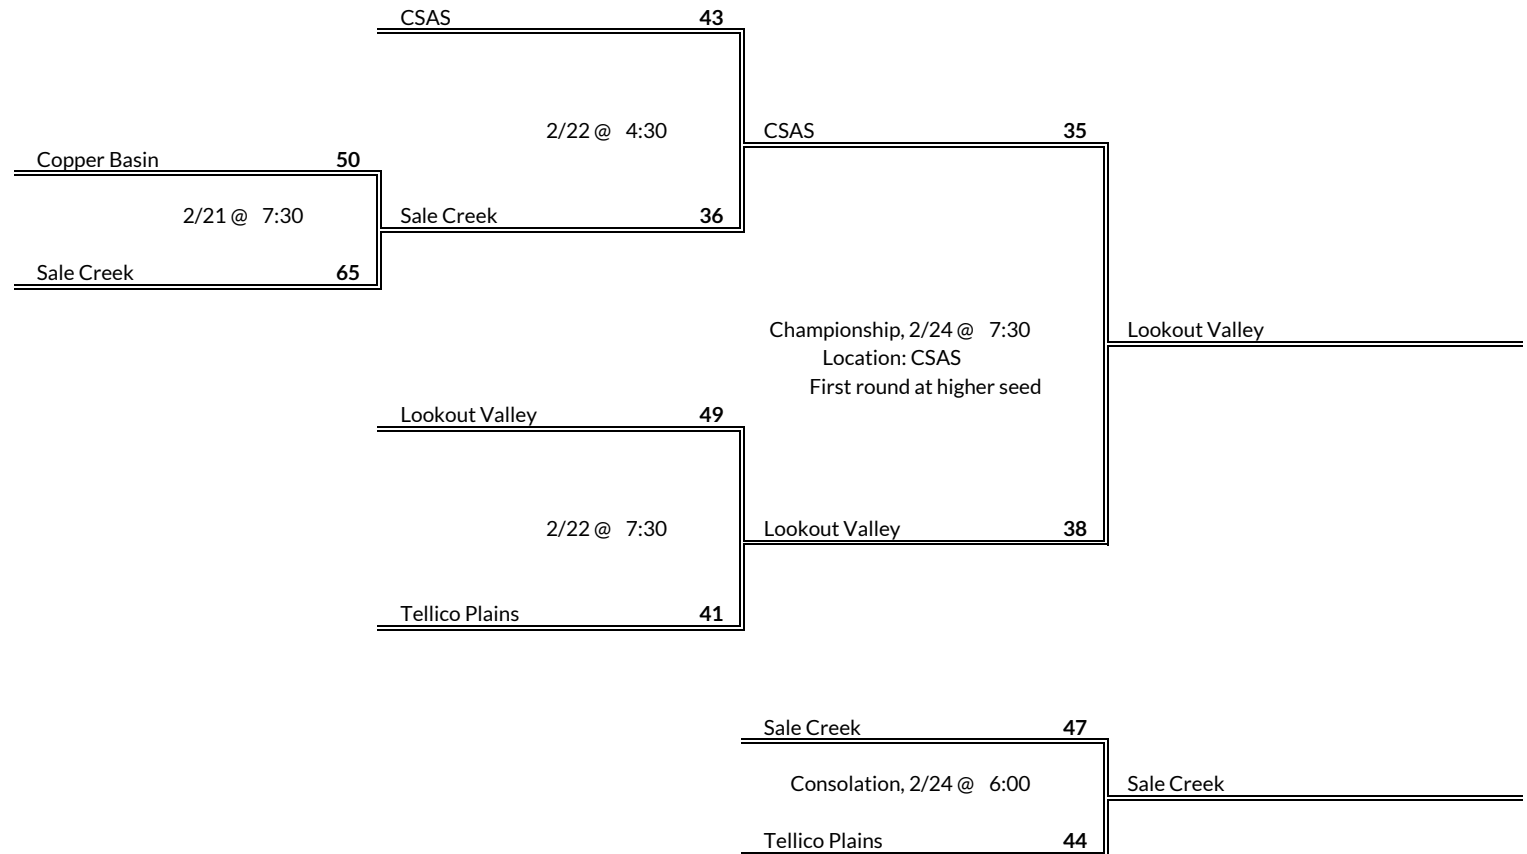 CSAS 43
2/22 @ 4:30
CSAS 35
Copper Basin 50
2/21 @ 7:30
Sale Creek 36
Sale Creek 65
Championship, 2/24 @ 7:30
Lookout Valley
Location: CSAS
First round at higher seed
Lookout Valley 49
2/22 @ 7:30
Lookout Valley 38
Tellico Plains 41
Sale Creek 47
Consolation, 2/24 @ 6:00
Sale Creek
Tellico Plains 44